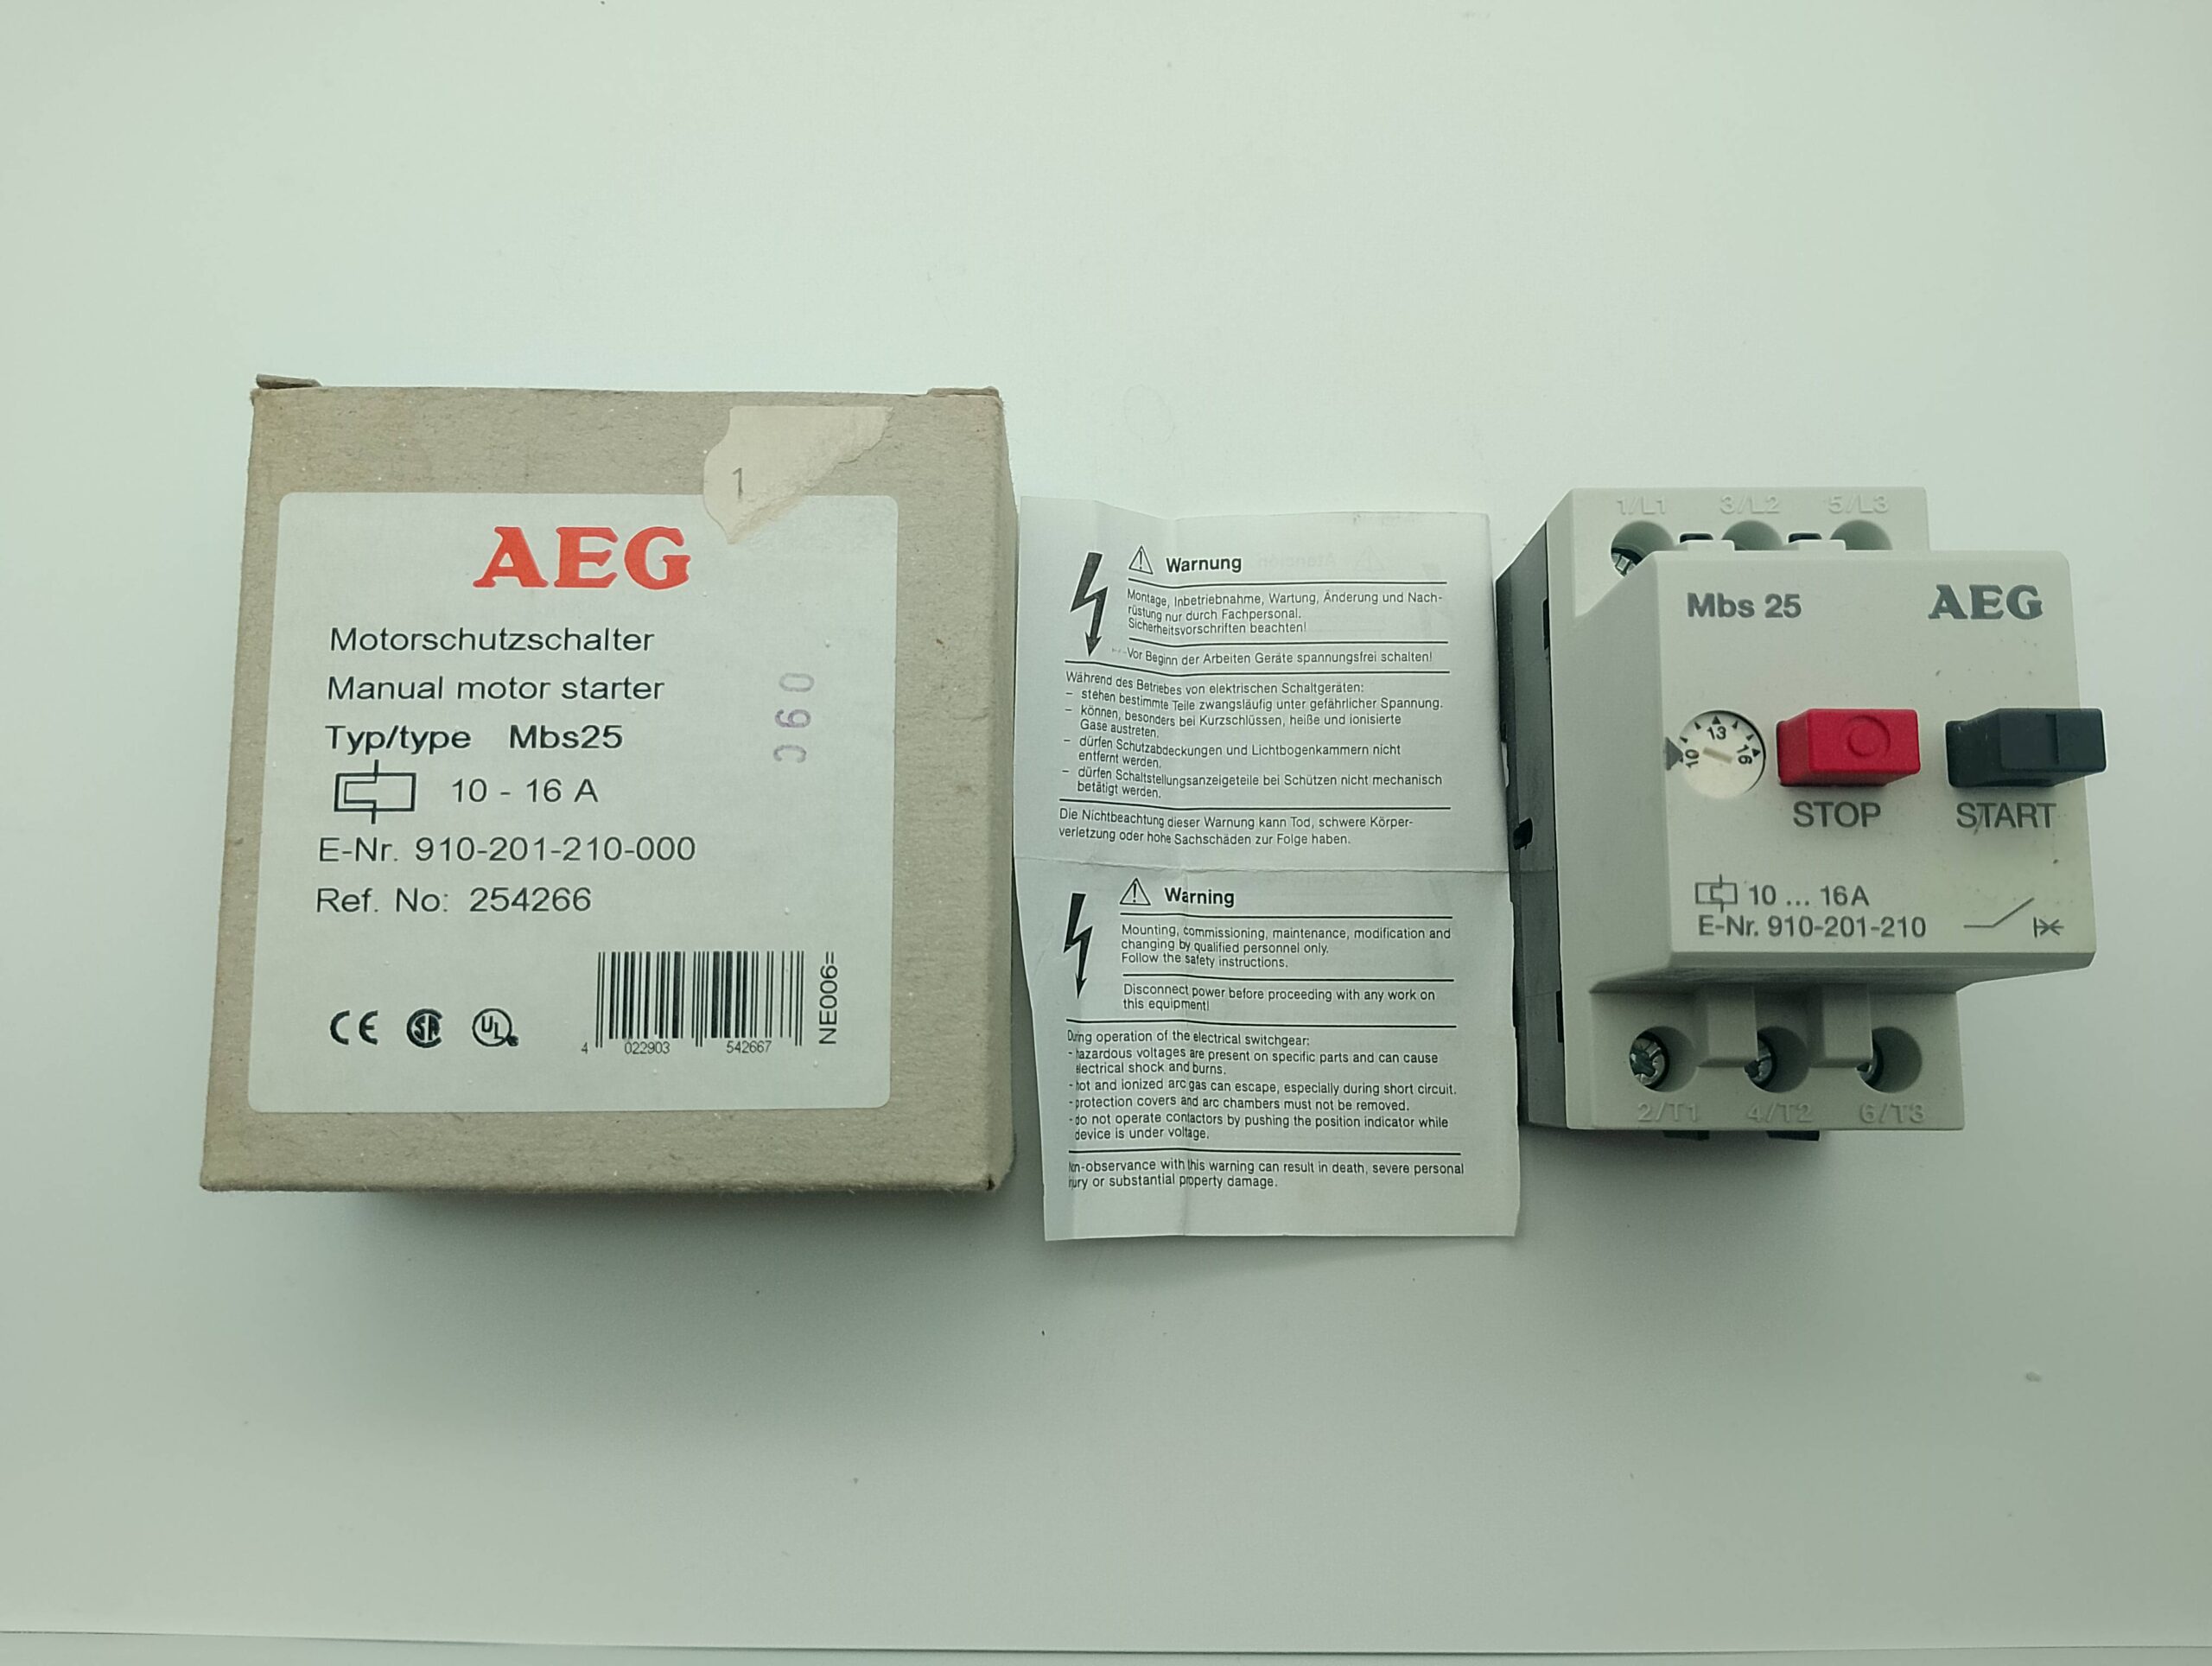 1
AEG
Motorschutzschalter
Manual motor starter
Typ/type Mbs25
10 - 16 A
E-Nr. 910-201-210-000
Ref. No: 254266
CE SA UL
4 022903 542667
NE006=
Warnung
Montage, Inbetriebnahme, Wartung, Änderung und Nach-
rüstung nur durch Fachpersonal.
Sicherheitsvorschriften beachten!
Vor Beginn der Arbeiten Geräte spannungsfrei schalten!
Während des Betriebes von elektrischen Schaltgeräten:
– stehen bestimmte Teile zwangsläufig unter gefährlicher Spannung.
– können, besonders bei Kurzschlüssen, heiße und ionisierte
Gase austreten.
– dürfen Schutzabdeckungen und Lichtbogenkammern nicht
entfernt werden.
– dürfen Schaltstellungsanzeigeteile bei Schützen nicht mechanisch
betätigt werden.
Die Nichtbeachtung dieser Warnung kann Tod, schwere Körper-
verletzung oder hohe Sachschäden zur Folge haben.
Warning
Mounting, commissioning, maintenance, modification and
changing by qualified personnel only.
Follow the safety instructions.
Disconnect power before proceeding with any work on
this equipment!
During operation of the electrical switchgear:
- hazardous voltages are present on specific parts and can cause
electrical shock and burns.
- hot and ionized arc gas can escape, especially during short circuit.
- protection covers and arc chambers must not be removed.
- do not operate contactors by pushing the position indicator while
device is under voltage.
Non-observance with this warning can result in death, severe personal
injury or substantial property damage.
1/L1 3/L2 5/L3
Mbs 25 AEG
10 13 16
STOP START
10 ... 16A
E-Nr. 910-201-210
2/T1 4/T2 6/T3